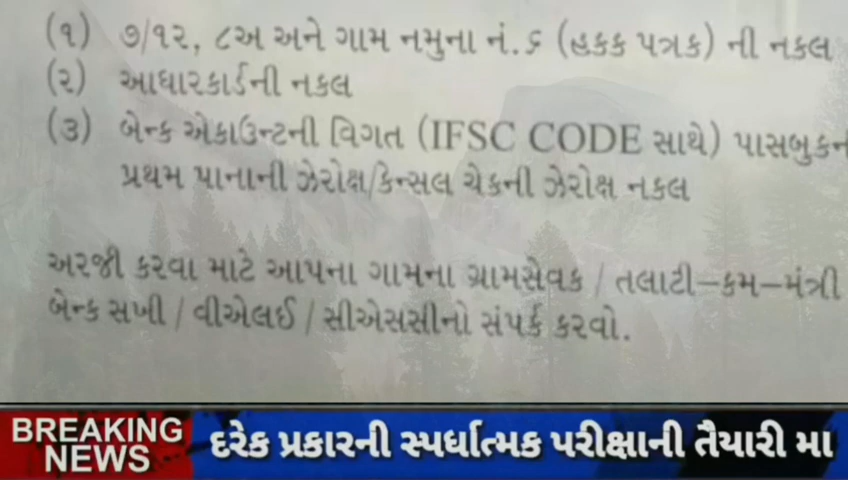 (૧) ૭/૧૨, ૮અ અને ગામ નમુના નં.૬ (હકક પત્રક) ની નકલ
(૨) આધારકાર્ડની નકલ
(૩) બેન્ક એકાઉન્ટની વિગત (IFSC CODE સાથે) પાસબુકની
પ્રથમ પાનાની ઝેરોક્ષ/કેન્સલ ચેકની ઝેરોક્ષ નકલ
અરજી કરવા માટે આપના ગામના ગ્રામસેવક / તલાટી–કમ–મંત્રી
બેન્ક સખી / વીએલઈ / સીએસસીનો સંપર્ક કરવો.
BREAKING NEWS દરેક પ્રકારની સ્પર્ધાત્મક પરીક્ષાની તૈયારી મા